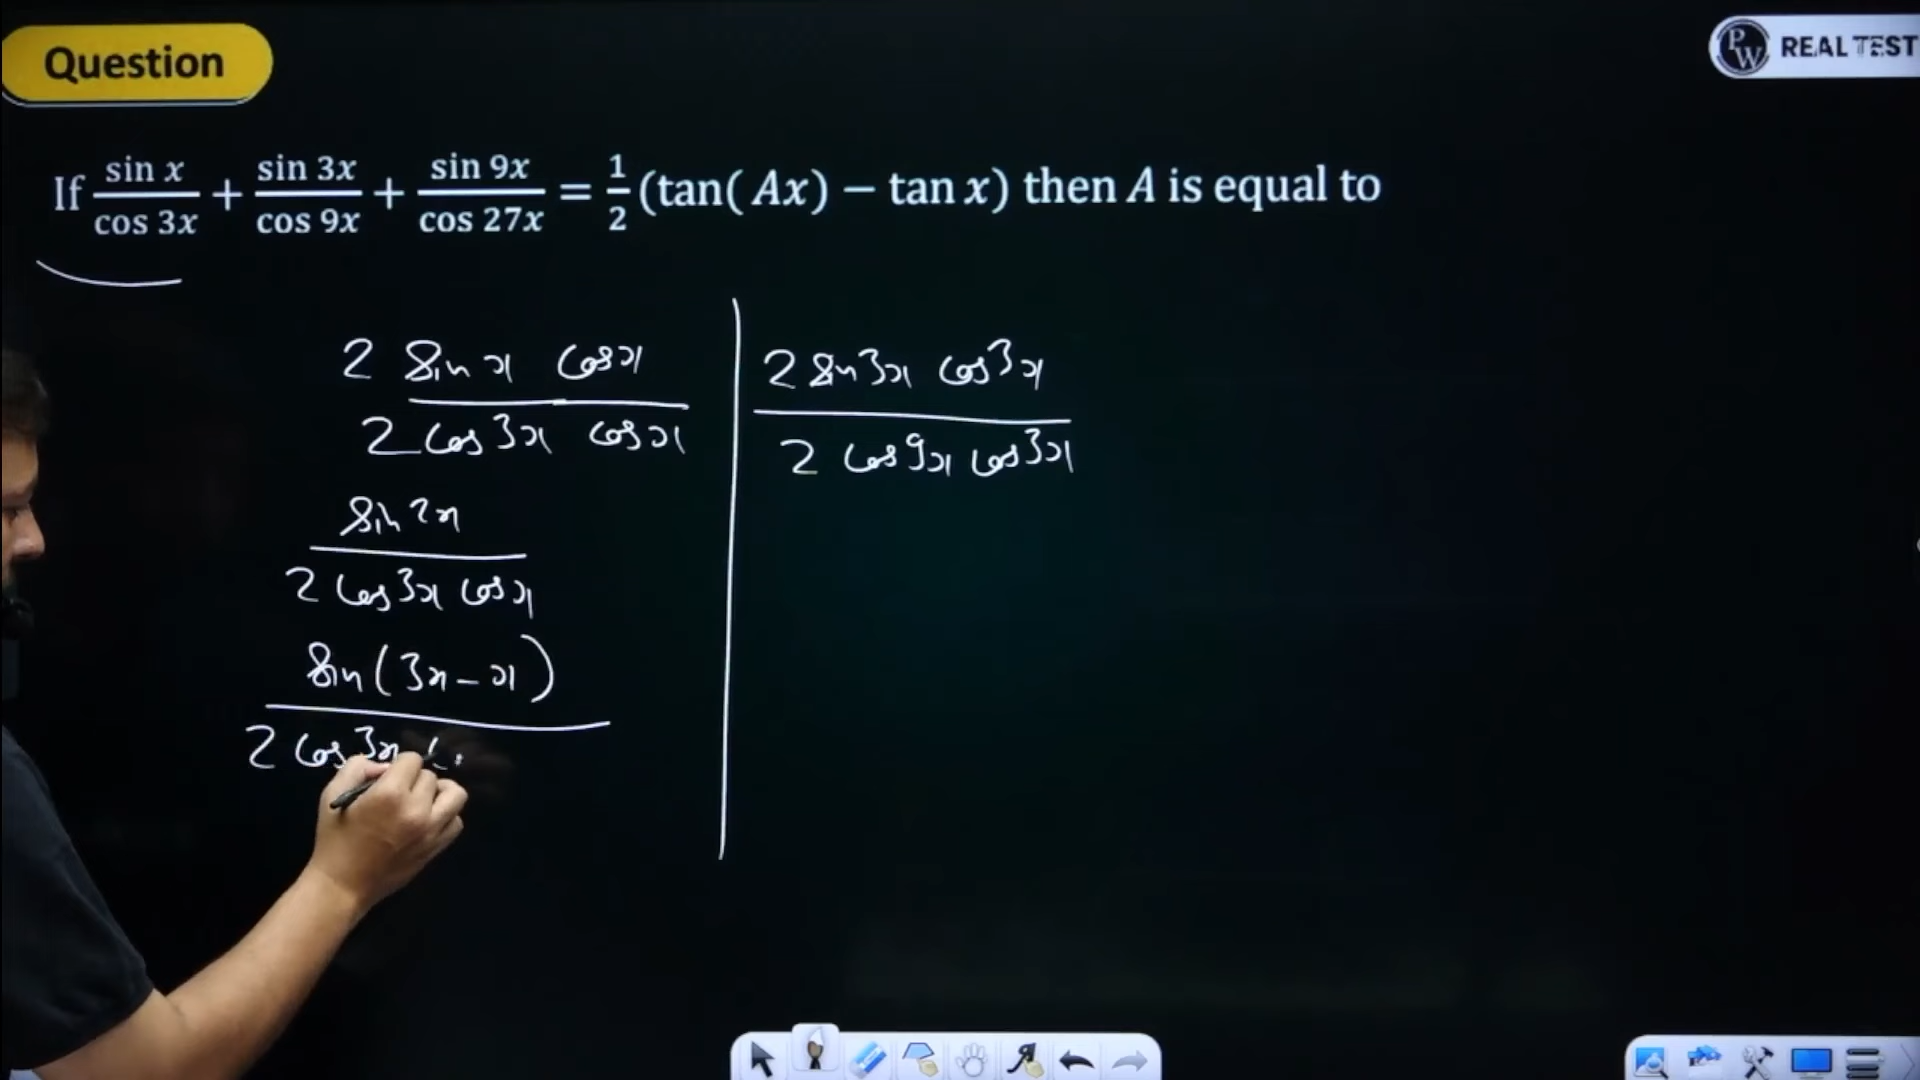 Question
PW REAL TEST
If sin x / cos 3x + sin 3x / cos 9x + sin 9x / cos 27x = 1/2 (tan( Ax) − tan x) then A is equal to
2 sin x cos x / 2 cos 3x cos x
sin 2x / 2 cos 3x cos x
sin (3x − x) / 2 cos 3x
2 sin 3x cos 3x / 2 cos 9x cos 3x